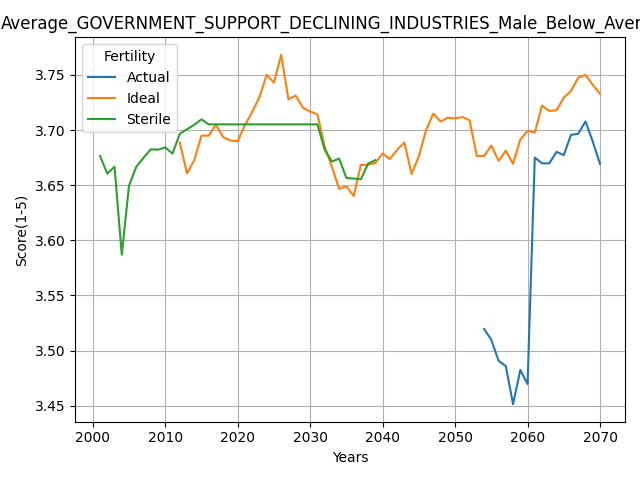 Average_GOVERNMENT_SUPPORT_DECLINING_INDUSTRIES_Male_Below_Aver
Fertility
Actual
Ideal
Sterile
Score(1-5)
3.75
3.70
3.65
3.60
3.55
3.50
3.45
2000 2010 2020 2030 2040 2050 2060 2070
Years